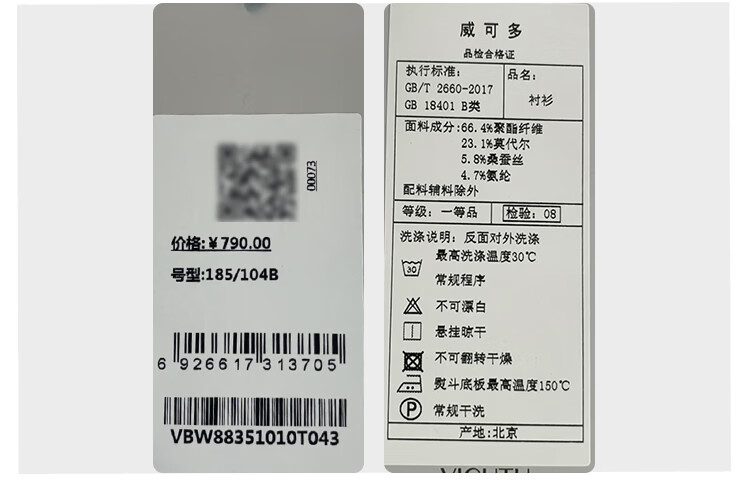 00073
价格:￥790.00
号型:185/104B
6 926617 313705
VBW88351010T043
威可多
品检合格证
执行标准:
GB/T 2660-2017
GB 18401 B类
品名:
衬衫
面料成分:66.4%聚酯纤维
23.1%莫代尔
5.8%桑蚕丝
4.7%氨纶
配料辅料除外
等级: 一等品
检验: 08
洗涤说明: 反面对外洗涤
30
最高洗涤温度30℃
常规程序
不可漂白
悬挂晾干
不可翻转干燥
熨斗底板最高温度150℃
P
常规干洗
产地:北京